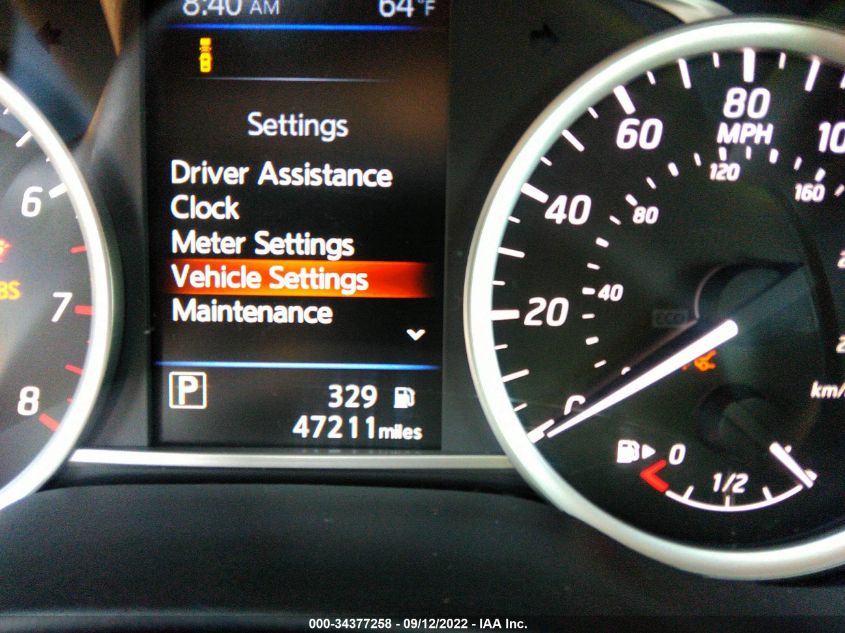 8:40 AM 64°F
Settings
Driver Assistance
Clock
Meter Settings
Vehicle Settings
Maintenance
P
329
47211 miles
6
7
8
80
MPH
60
40
20
0
120
160
80
40
ECO
km/
0
1/2
000-34377258 - 09/12/2022 - IAA Inc.